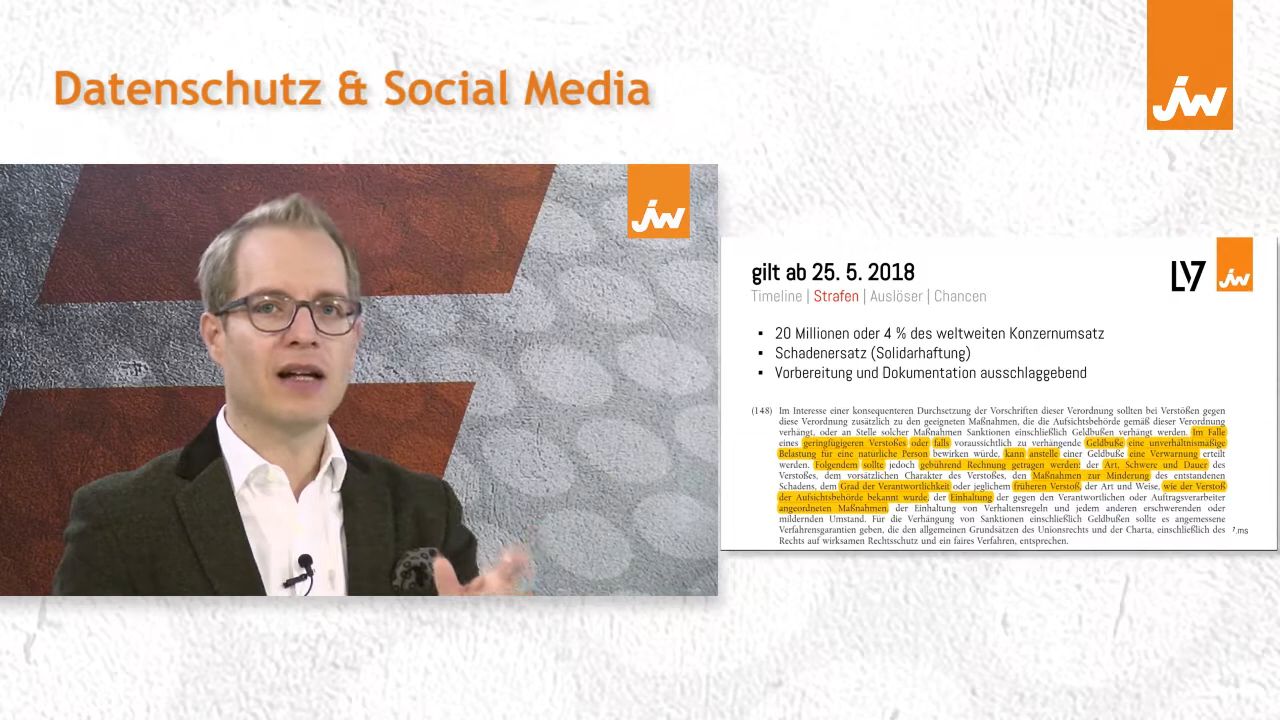 Datenschutz & Social Media
jw
jw
gilt ab 25. 5. 2018
LV7
jw
Timeline | Strafen | Auslöser | Chancen
▪ 20 Millionen oder 4 % des weltweiten Konzernumsatz
▪ Schadenersatz (Solidarhaftung)
▪ Vorbereitung und Dokumentation ausschlaggebend
(148) Im Interesse einer konsequenteren Durchsetzung der Vorschriften dieser Verordnung sollten bei Verstößen gegen
diese Verordnung zusätzlich zu den geeigneten Maßnahmen, die die Aufsichtsbehörde gemäß dieser Verordnung
verhängt, oder an Stelle solcher Maßnahmen Sanktionen einschließlich Geldbußen verhängt werden. Im Falle
eines geringfügigeren Verstoßes oder falls voraussichtlich zu verhängende Geldbuße eine unverhältnismäßige
Belastung für eine natürliche Person bewirken würde, kann anstelle einer Geldbuße eine Verwarnung erteilt
werden. Folgendem sollte jedoch gebührend Rechnung getragen werden: der Art, Schwere und Dauer des
Verstoßes, dem vorsätzlichen Charakter des Verstoßes, den Maßnahmen zur Minderung des entstandenen
Schadens, dem Grad der Verantwortlichkeit oder jeglichem früheren Verstoß, der Art und Weise, wie der Verstoß
der Aufsichtsbehörde bekannt wurde, der Einhaltung der gegen den Verantwortlichen oder Auftragsverarbeiter
angeordneten Maßnahmen, der Einhaltung von Verhaltensregeln und jedem anderen erschwerenden oder
mildernden Umstand. Für die Verhängung von Sanktionen einschließlich Geldbußen sollte es angemessene
Verfahrensgarantien geben, die den allgemeinen Grundsätzen des Unionsrechts und der Charta, einschließlich des
Rechts auf wirksamen Rechtsschutz und ein faires Verfahren, entsprechen.